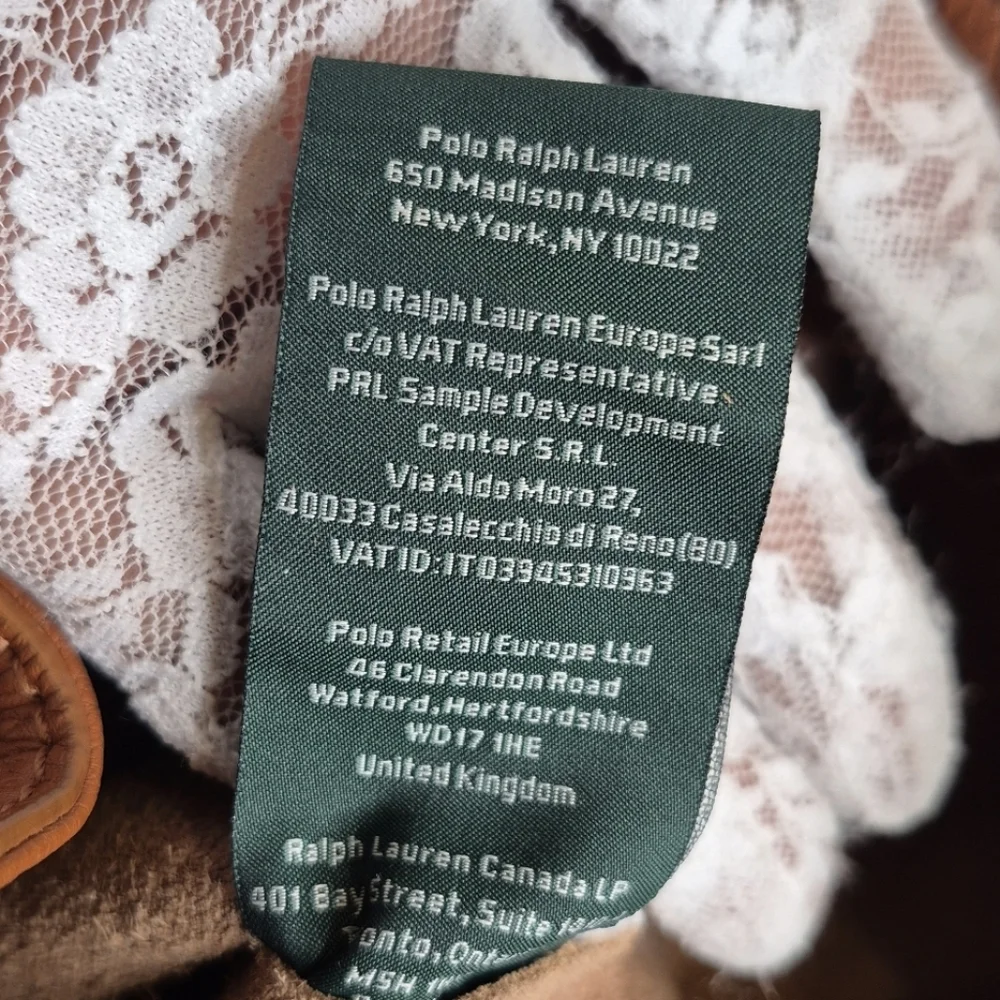 Polo Ralph Lauren
650 Madison Avenue
New York, NY 10022
Polo Ralph Lauren Europe Sarl
c/o VAT Representative,
PRL Sample Development
Center S.R.L.
Via Aldo Moro 27,
40033 Casalecchio di Reno (BO)
VAT ID: IT03945310963
Polo Retail Europe Ltd
46 Clarendon Road
Watford, Hertfordshire
WD17 1HE
United Kingdom
Ralph Lauren Canada LP
401 Bay Street, Suite
M5H